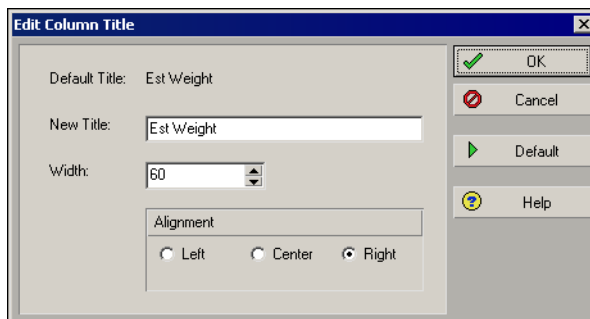 Edit Column Title
Default Title: Est Weight
New Title: Est Weight
Width: 60
Alignment
Left Center Right
OK
Cancel
Default
Help